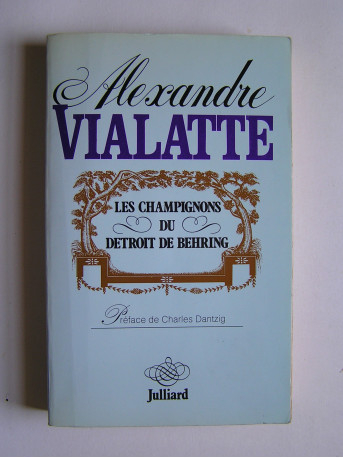 Alexandre
VIALATTE
LES CHAMPIGNONS
DU
DETROIT DE BEHRING
Préface de Charles Dantzig
Julliard